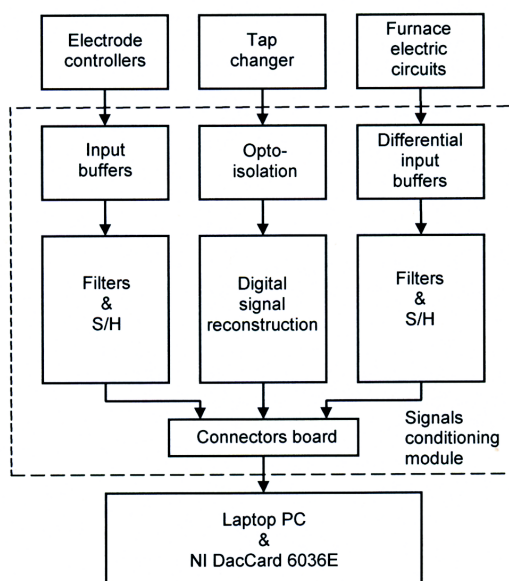 Electrode
controllers
Tap
changer
Furnace
electric
circuits
Input
buffers
Opto-
isolation
Differential
input
buffers
Filters
&
S/H
Digital
signal
reconstruction
Filters
&
S/H
Connectors board
Signals
conditioning
module
Laptop PC
&
NI DacCard 6036E